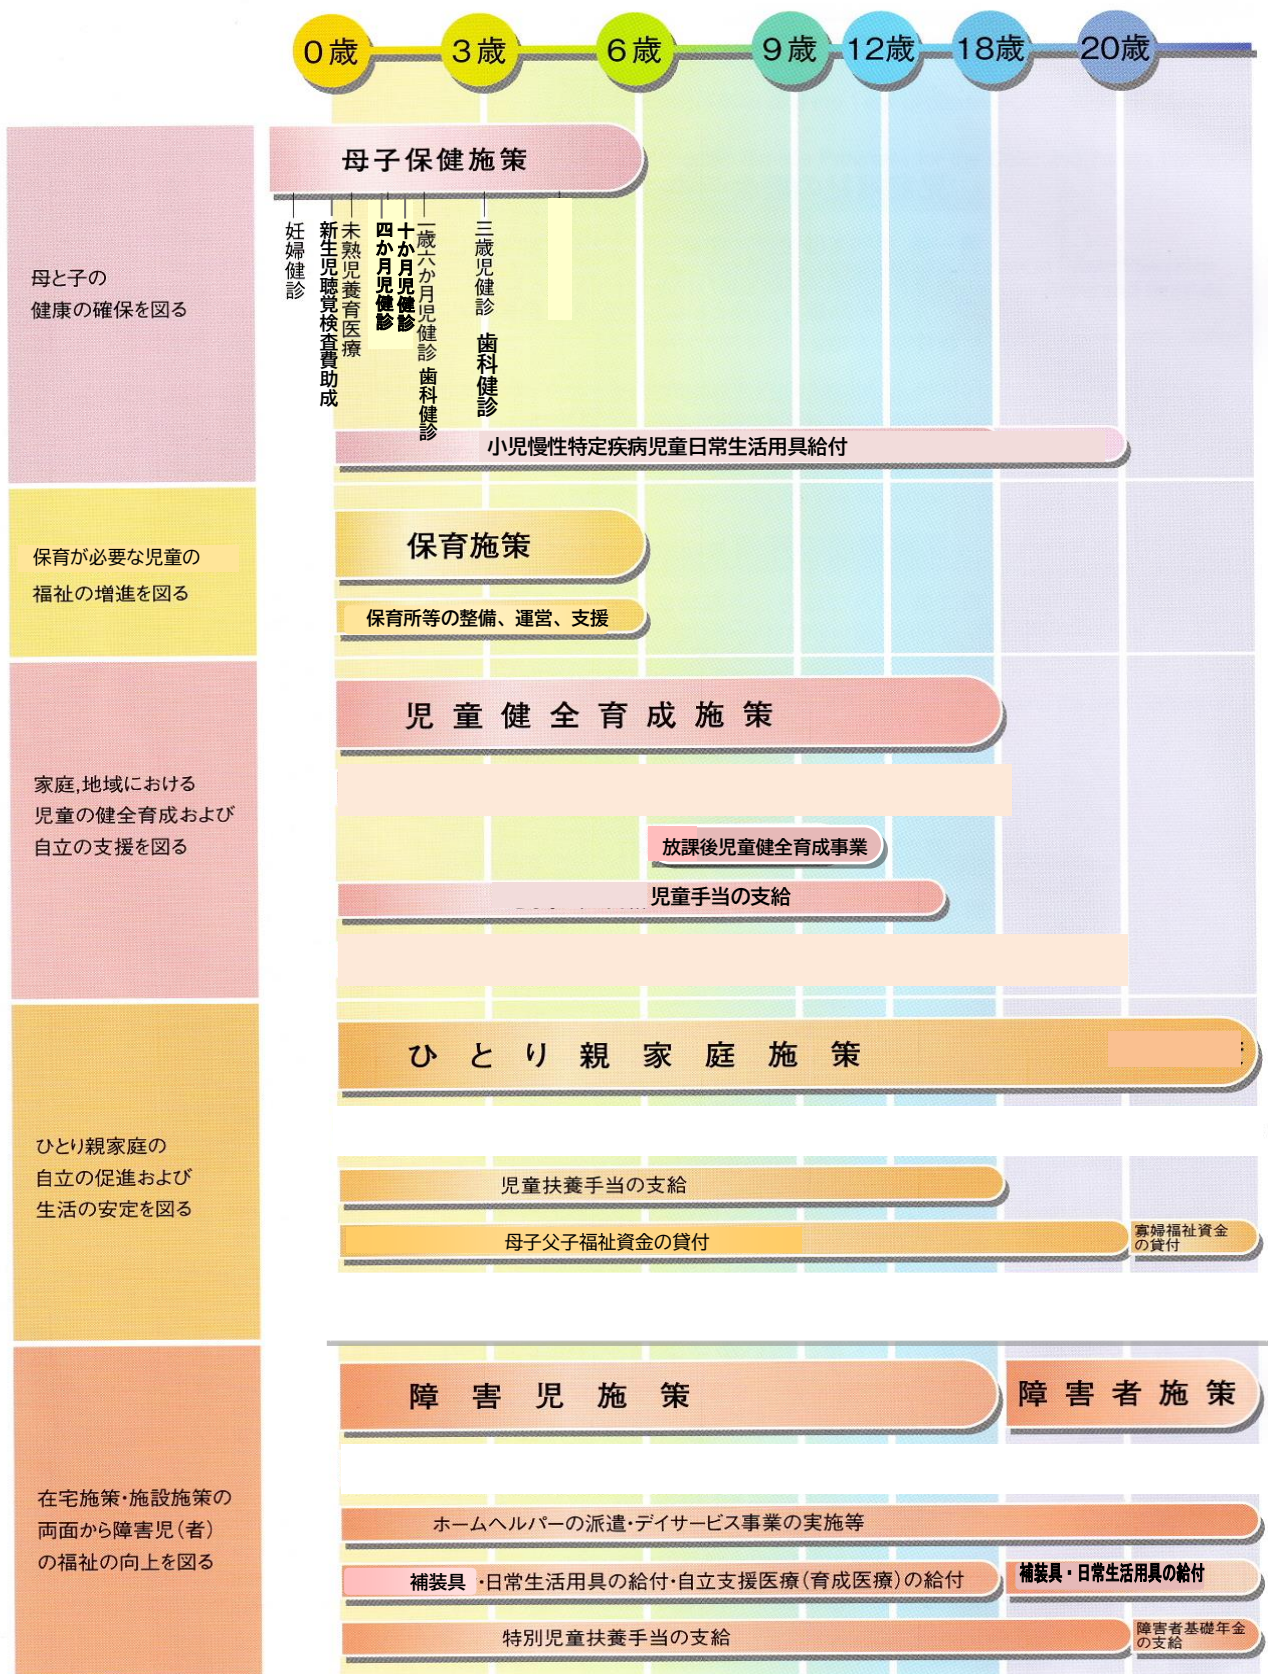 0歳 3歳 6歳 9歳 12歳 18歳 20歳
母と子の
健康の確保を図る
母子保健施策
妊婦健診
新生児聴覚検査費助成
未熟児養育医療
四か月児健診
十か月児健診
一歳六か月児健診 歯科健診
三歳児健診 歯科健診
小児慢性特定疾病児童日常生活用具給付
保育が必要な児童の
福祉の増進を図る
保育施策
保育所等の整備、運営、支援
家庭,地域における
児童の健全育成および
自立の支援を図る
児童健全育成施策
放課後児童健全育成事業
児童手当の支給
ひとり親家庭の
自立の促進および
生活の安定を図る
ひとり親家庭施策
児童扶養手当の支給
母子父子福祉資金の貸付
寡婦福祉資金
の貸付
在宅施策・施設施策の
両面から障害児(者)
の福祉の向上を図る
障害児施策
障害者施策
ホームヘルパーの派遣・デイサービス事業の実施等
補装具・日常生活用具の給付・自立支援医療(育成医療)の給付
補装具・日常生活用具の給付
特別児童扶養手当の支給
障害者基礎年金
の支給